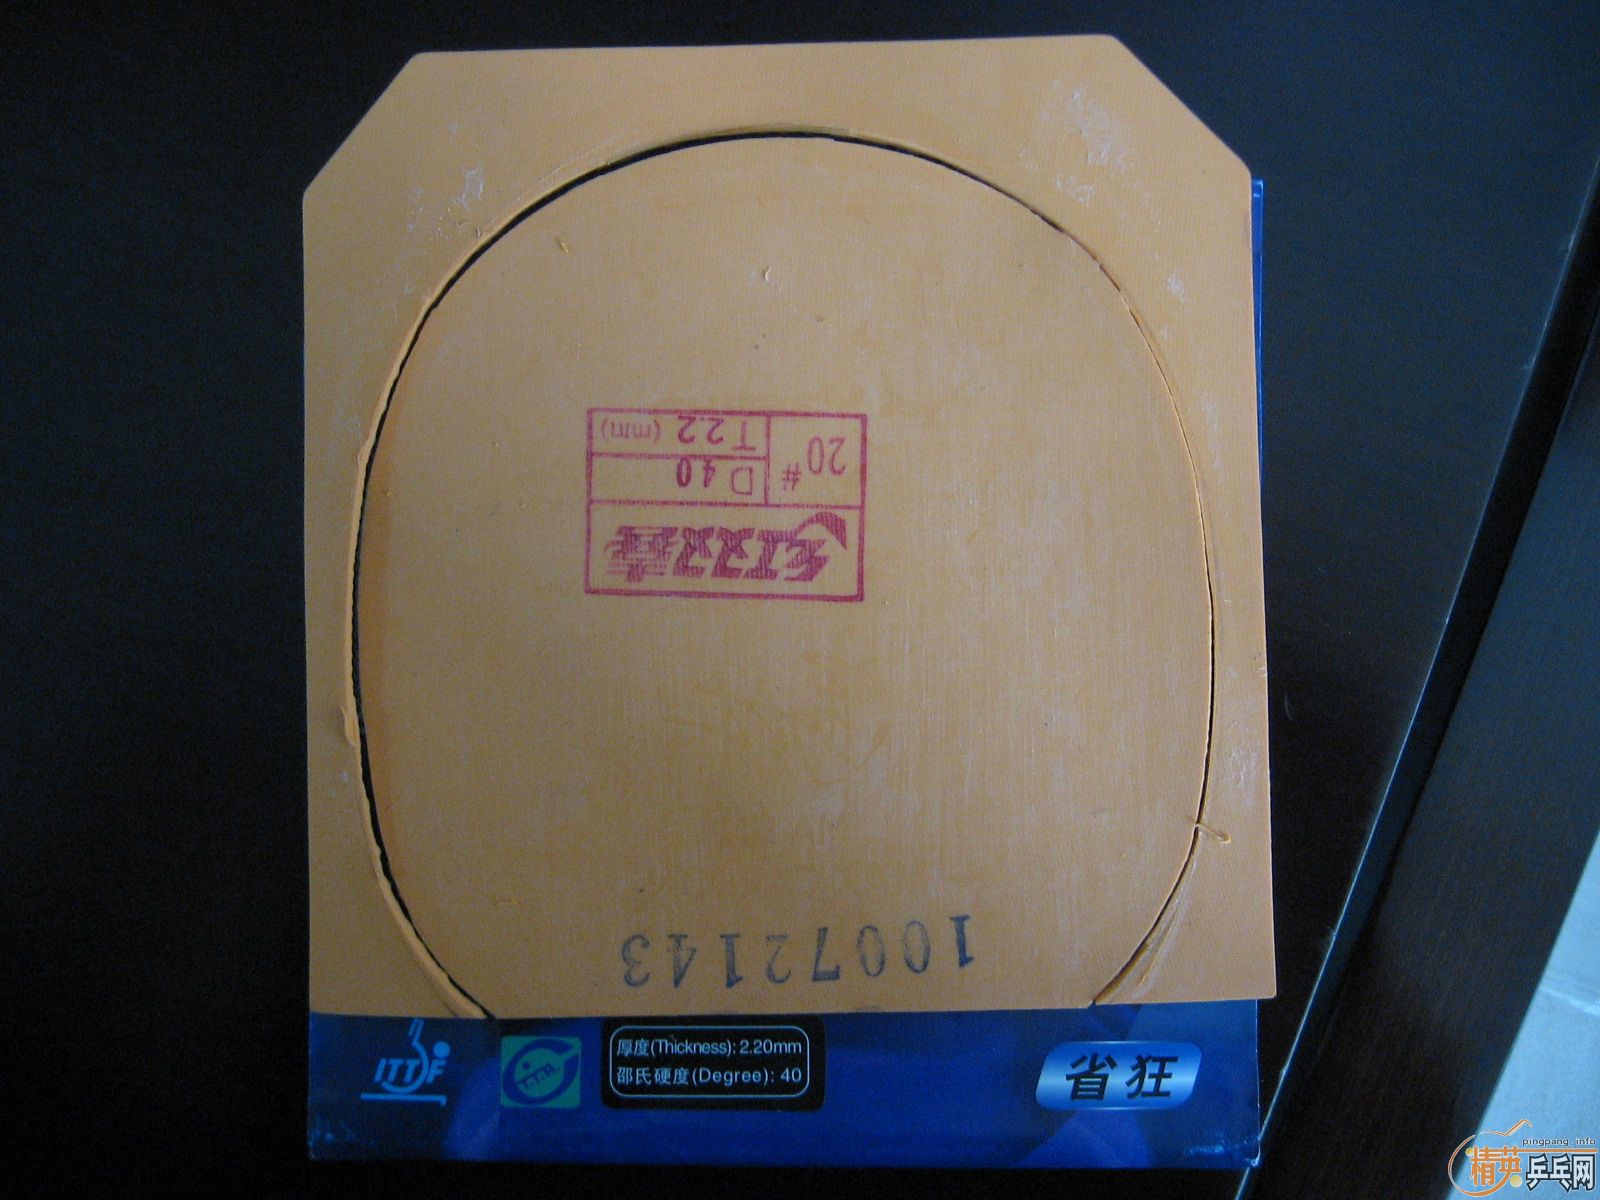 T 2.2 (mm)
20#
D 40
红双喜
10072143
ITTF
T.T.A.
厚度(Thickness): 2.20mm
邵氏硬度(Degree): 40
省狂
pingpang.info
精英乒乓网